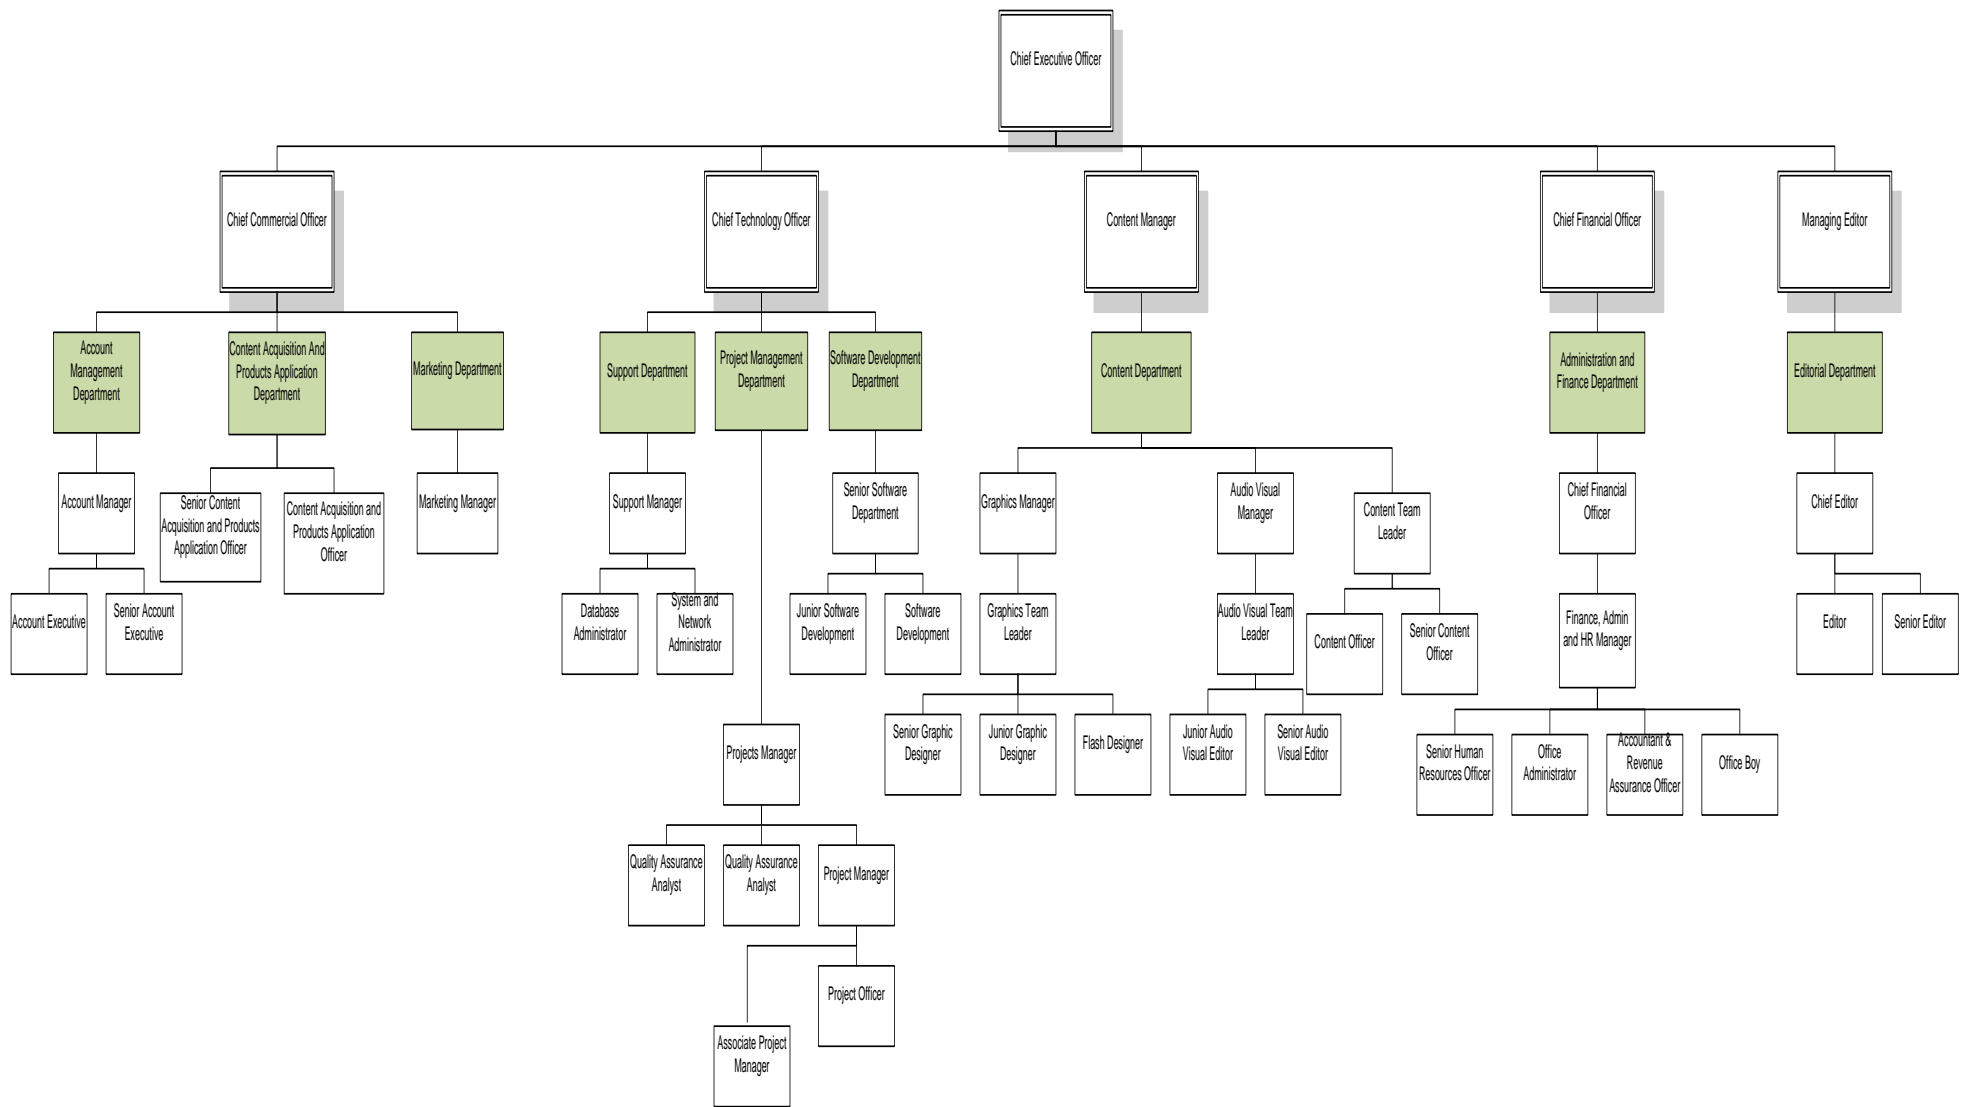 Chief Executive Officer
Chief Commercial Officer
Chief Technology Officer
Content Manager
Chief Financial Officer
Managing Editor
Account
Management
Department
Content Acquisition And
Products Application
Department
Marketing Department
Support Department
Project Management
Department
Software Development
Department
Content Department
Administration and
Finance Department
Editorial Department
Account Manager
Senior Content
Acquisition and Products
Application Officer
Content Acquisition and
Products Application
Officer
Marketing Manager
Support Manager
Senior Software
Department
Graphics Manager
Audio Visual
Manager
Content Team
Leader
Chief Financial
Officer
Chief Editor
Account Executive
Senior Account
Executive
Database
Administrator
System and
Network
Administrator
Junior Software
Development
Software
Development
Graphics Team
Leader
Audio Visual Team
Leader
Content Officer
Senior Content
Officer
Finance, Admin
and HR Manager
Editor
Senior Editor
Projects Manager
Senior Graphic
Designer
Junior Graphic
Designer
Flash Designer
Junior Audio
Visual Editor
Senior Audio
Visual Editor
Senior Human
Resources Officer
Office
Administrator
Accountant &
Revenue
Assurance Officer
Office Boy
Quality Assurance
Analyst
Quality Assurance
Analyst
Project Manager
Project Officer
Associate Project
Manager